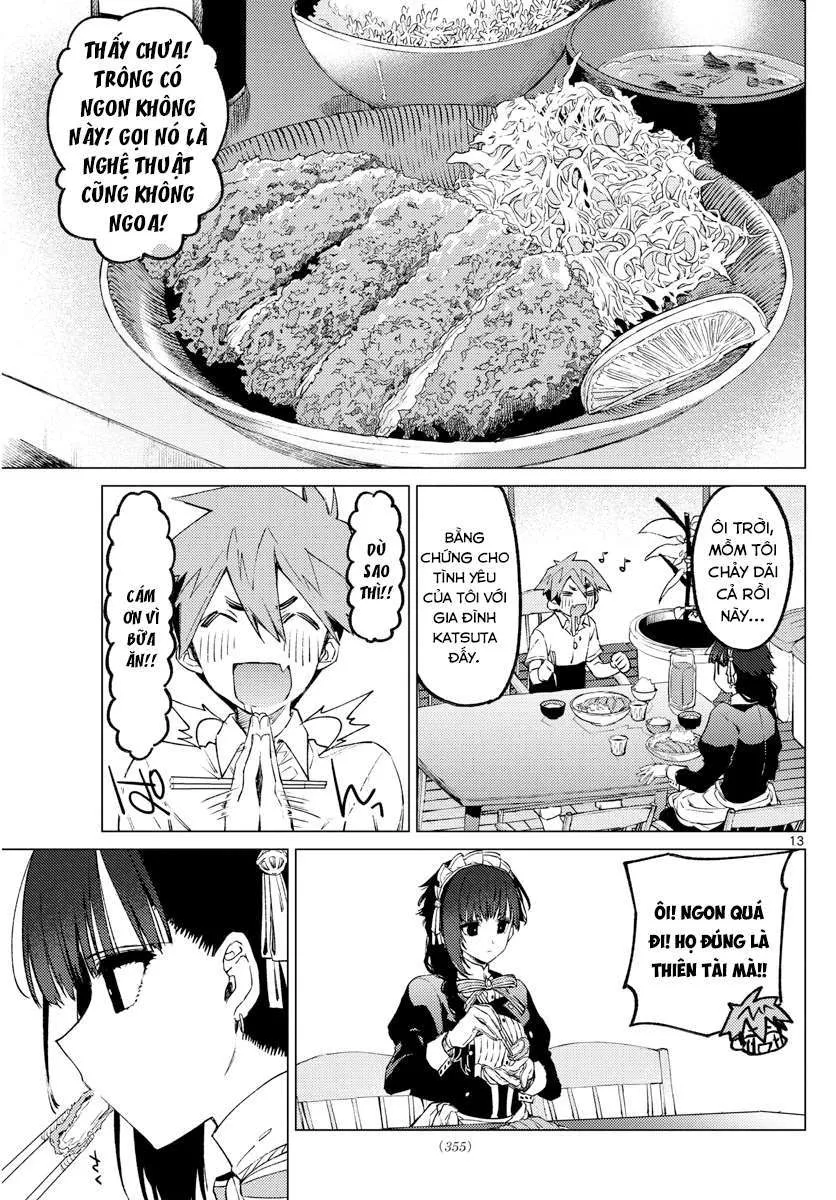 THẤY CHƯA!
TRÔNG CÓ
NGON KHÔNG
NÀY! GỌI NÓ LÀ
NGHỆ THUẬT
CŨNG KHÔNG
NGOA!
ÔI TRỜI,
MỒM TÔI
CHẢY DÃI
CẢ RỒI
NÀY...
BẰNG
CHỨNG CHO
TÌNH YÊU
CỦA TÔI VỚI
GIA ĐÌNH
KATSUTA
ĐẤY.
DÙ
SAO
THÌ!!
CÁM
ƠN VÌ
BỮA
ĂN!!
13
ÔI! NGON QUÁ
ĐI! HỌ ĐÚNG LÀ
THIÊN TÀI MÀ!!
(355)